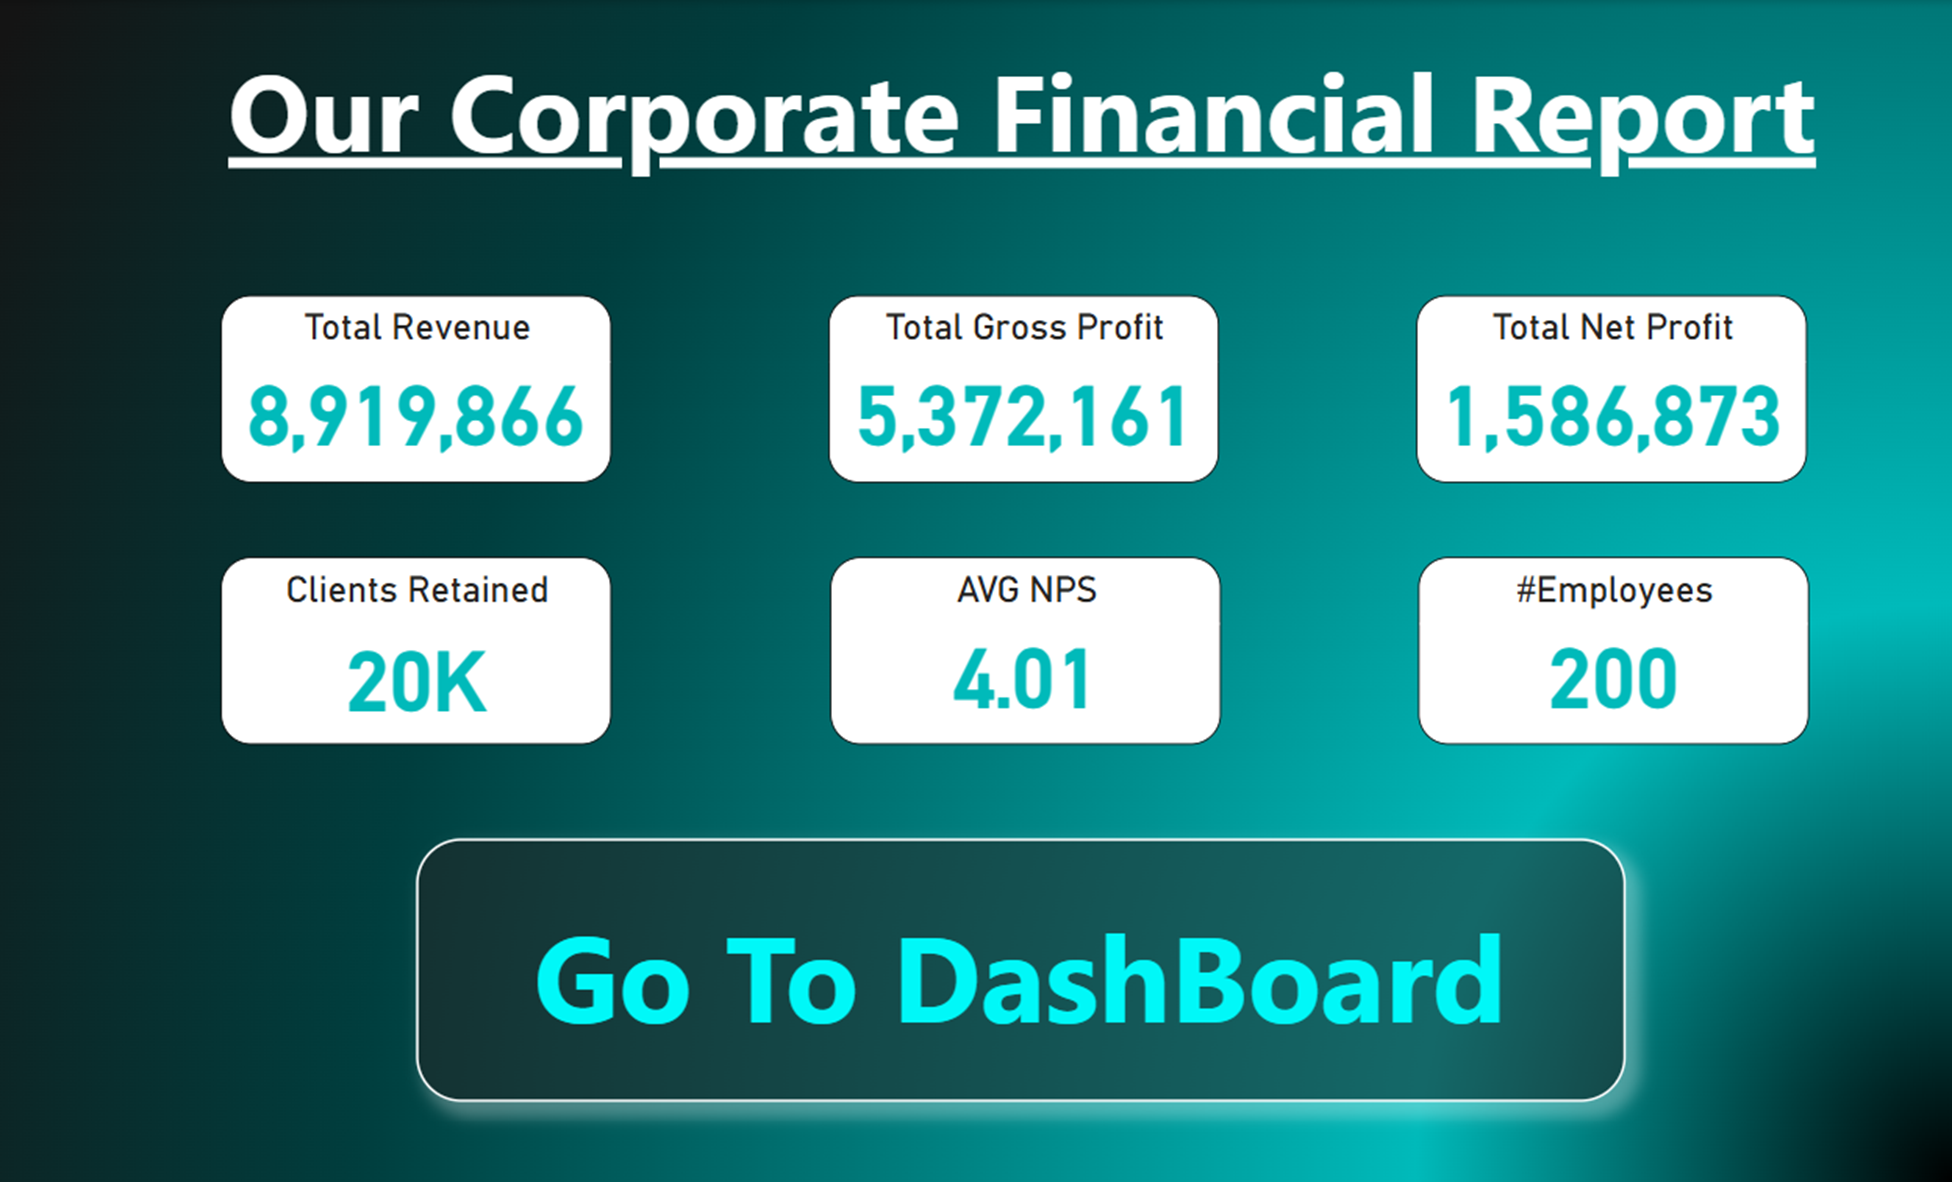 Our Corporate Financial Report
Total Revenue
8,919,866
Total Gross Profit
5,372,161
Total Net Profit
1,586,873
Clients Retained
20K
AVG NPS
4.01
#Employees
200
Go To DashBoard